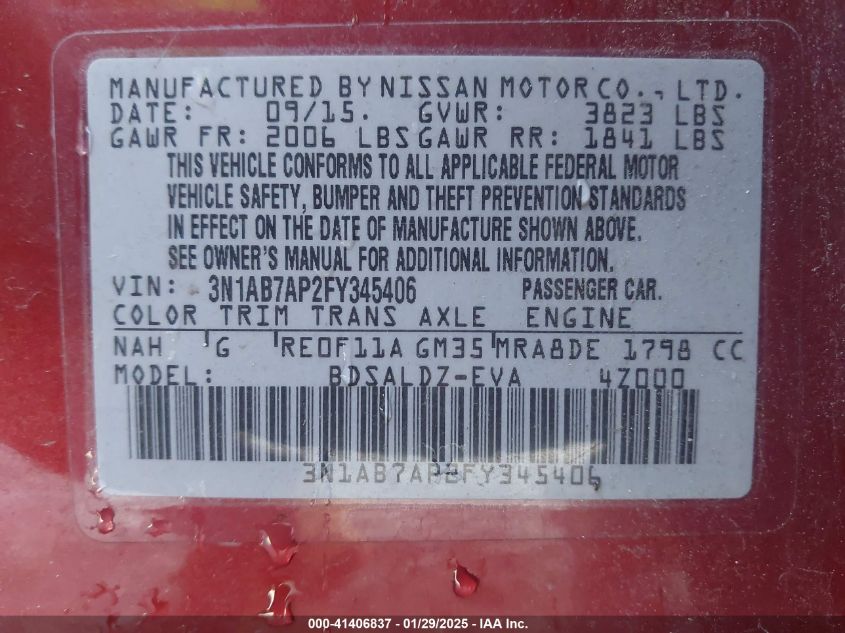 MANUFACTURED BY NISSAN MOTOR CO., LTD.
DATE: 09/15. GVWR: 3823 LBS
GAWR FR: 2006 LBS GAWR RR: 1841 LBS
THIS VEHICLE CONFORMS TO ALL APPLICABLE FEDERAL MOTOR
VEHICLE SAFETY, BUMPER AND THEFT PREVENTION STANDARDS
IN EFFECT ON THE DATE OF MANUFACTURE SHOWN ABOVE.
SEE OWNER'S MANUAL FOR ADDITIONAL INFORMATION.
VIN: 3N1AB7AP2FY345406 PASSENGER CAR.
COLOR TRIM TRANS AXLE ENGINE
NAH G RE0F11A GM35 MRA8DE 1798 CC
MODEL: BDSALDZ-EVA 4Z000
3N1AB7AP2FY345406
000-41406837 - 01/29/2025 - IAA Inc.